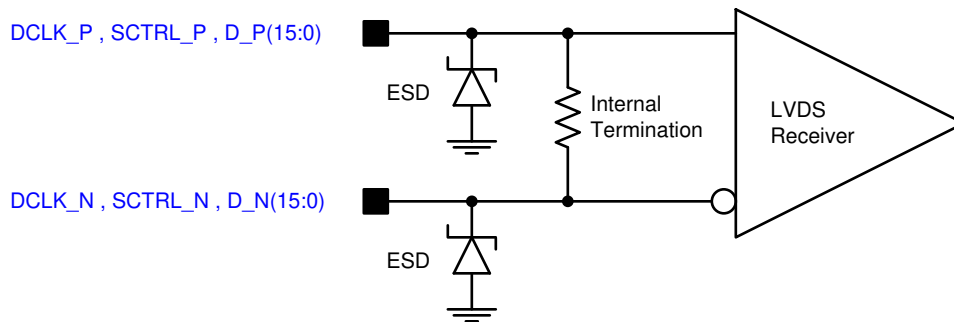 DCLK_P , SCTRL_P , D_P(15:0)
ESD
Internal
Termination
LVDS
Receiver
DCLK_N , SCTRL_N , D_N(15:0)
ESD